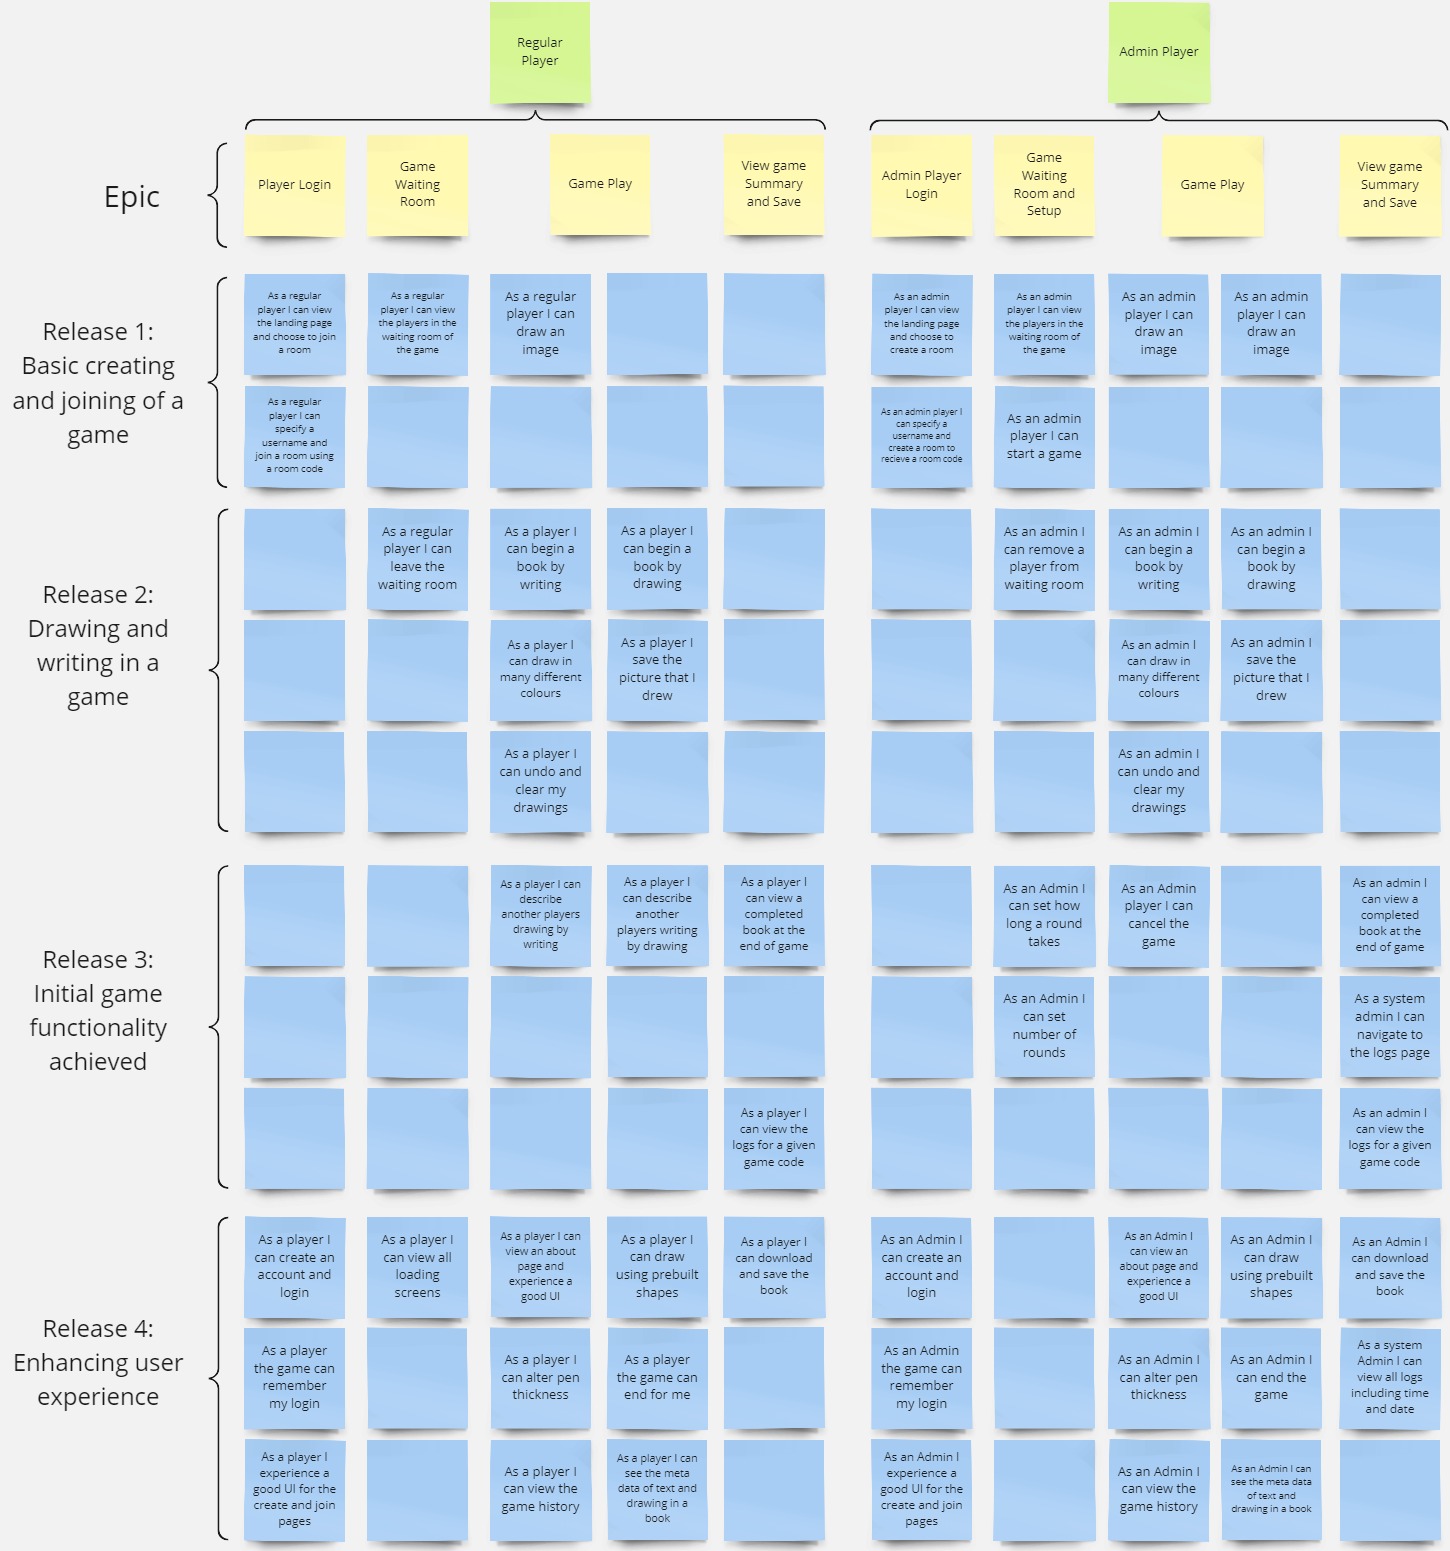 Regular
Player
Admin Player
Epic
Player Login
Game
Waiting
Room
Game Play
View game
Summary
and Save
Admin Player
Login
Game
Waiting
Room and
Setup
Game Play
View game
Summary
and Save
Release 1:
Basic creating
and joining of a
game
As a regular
player I can view
the landing page
and choose to join
a room
As a regular
player I can view
the players in the
waiting room of
the game
As a regular
player I can
draw an
image
As an admin
player I can view
the landing page
and choose to
create a room
As an admin
player I can view
the players in the
waiting room of
the game
As an admin
player I can
draw an
image
As an admin
player I can
draw an
image
As a regular
player I can
specify a
username and
join a room using
a room code
As an admin player I
can specify a
username and
create a room to
recieve a room code
As an admin
player I can
start a game
Release 2:
Drawing and
writing in a
game
As a regular
player I can
leave the
waiting room
As a player I
can begin a
book by
writing
As a player I
can begin a
book by
drawing
As an admin I
can remove a
player from
waiting room
As an admin I
can begin a
book by
writing
As an admin I
can begin a
book by
drawing
As a player I
can draw in
many different
colours
As a player I
save the
picture that I
drew
As an admin I
can draw in
many different
colours
As an admin I
save the
picture that I
drew
As a player I
can undo and
clear my
drawings
As an admin I
can undo and
clear my
drawings
Release 3:
Initial game
functionality
achieved
As a player I can
describe
another players
drawing by
writing
As a player I
can describe
another
players writing
by drawing
As a player I
can view a
completed
book at the
end of game
As an Admin I
can set how
long a round
takes
As an Admin
player I can
cancel the
game
As an admin I
can view a
completed
book at the
end of game
As an Admin I
can set
number of
rounds
As a system
admin I can
navigate to
the logs page
As a player I
can view the
logs for a given
game code
As an admin I
can view the
logs for a given
game code
Release 4:
Enhancing user
experience
As a player I
can create an
account and
login
As a player I
can view all
loading
screens
As a player I can
view an about
page and
experience a
good UI
As a player I
can draw
using prebuilt
shapes
As a player I
can download
and save the
book
As an Admin I
can create an
account and
login
As an Admin I
can view an
about page and
experience a
good UI
As an Admin I
can draw
using prebuilt
shapes
As an Admin I
can download
and save the
book
As a player
the game can
remember
my login
As a player I
can alter pen
thickness
As a player
the game can
end for me
As an Admin
the game can
remember
my login
As an Admin I
can alter pen
thickness
As an Admin I
can end the
game
As a system
Admin I can
view all logs
including time
and date
As a player I
experience a
good UI for the
create and join
pages
As a player I
can view the
game history
As a player I can
see the meta
data of text and
drawing in a
book
As an Admin I
experience a
good UI for the
create and join
pages
As an Admin I
can view the
game history
As an Admin I can
see the meta data
of text and
drawing in a book